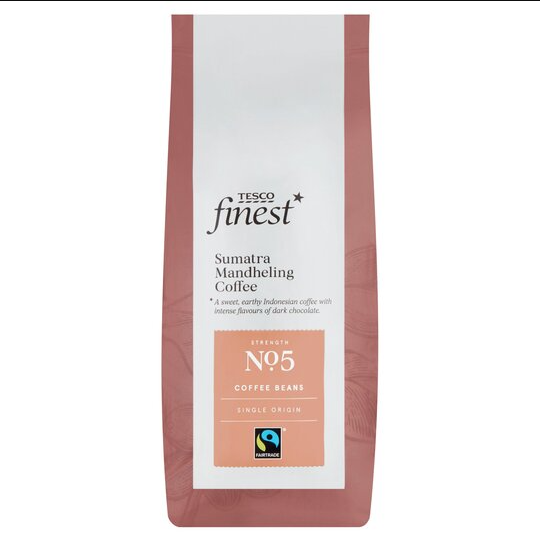 TESCO
finest*
Sumatra
Mandheling
Coffee
* A sweet, earthy Indonesian coffee with
intense flavours of dark chocolate.
STRENGTH
Nº5
COFFEE BEANS
SINGLE ORIGIN
FAIRTRADE